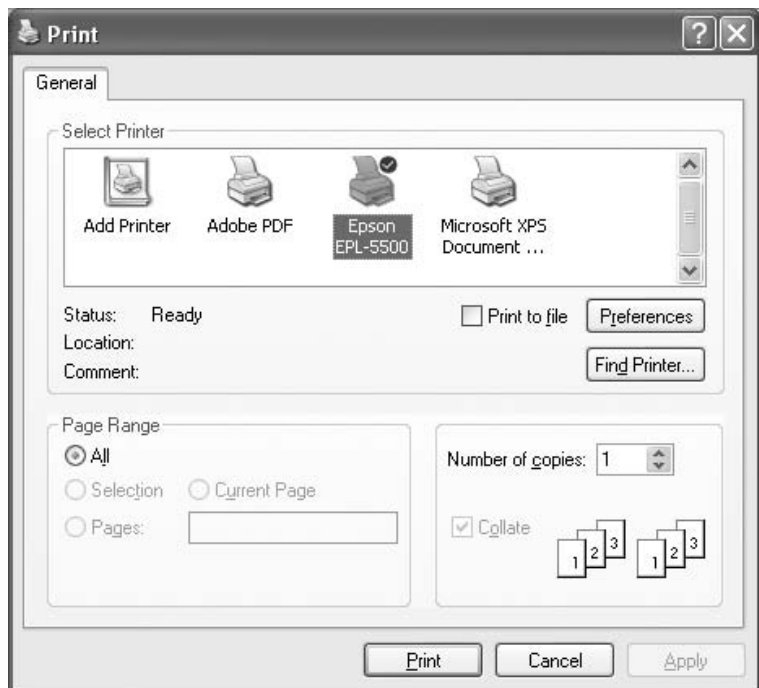 Print
General
Select Printer
Add Printer
Adobe PDF
Epson
EPL-5500
Microsoft XPS
Document ...
Status: Ready
Print to file
Preferences
Location:
Comment:
Find Printer...
Page Range
All
Selection
Current Page
Pages:
Number of copies: 1
Collate
1 2 3 1 2 3
Print
Cancel
Apply